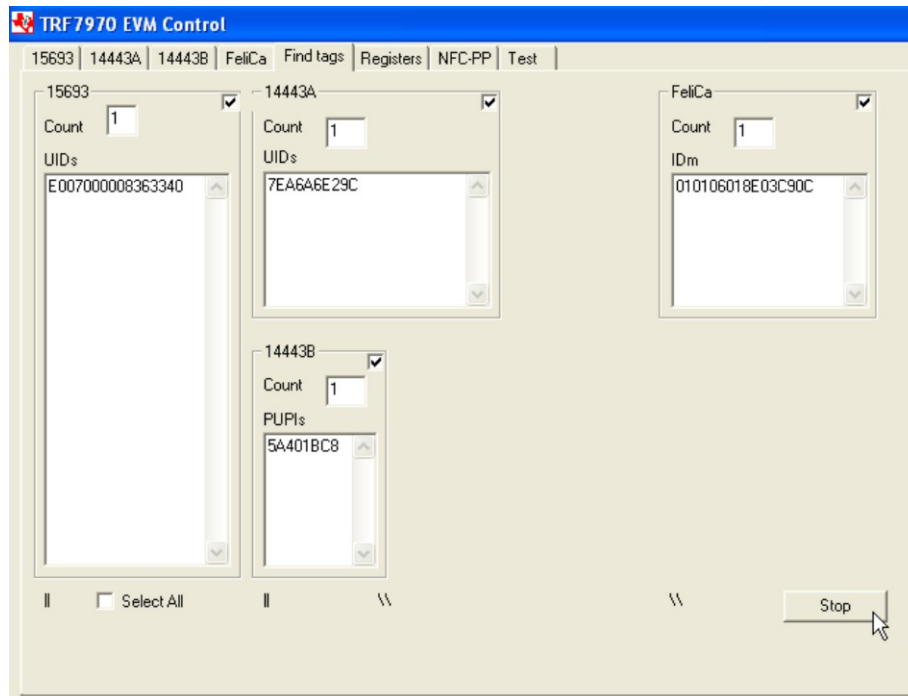 TRF7970 EVM Control
15693 14443A 14443B FeliCa Find tags Registers NFC-PP Test
15693
Count 1
UIDs
E007000008363340
14443A
Count 1
UIDs
7EA6A6E29C
FeliCa
Count 1
IDm
010106018E03C90C
14443B
Count 1
PUPIs
5A401BC8
|| Select All || \\ \\ Stop